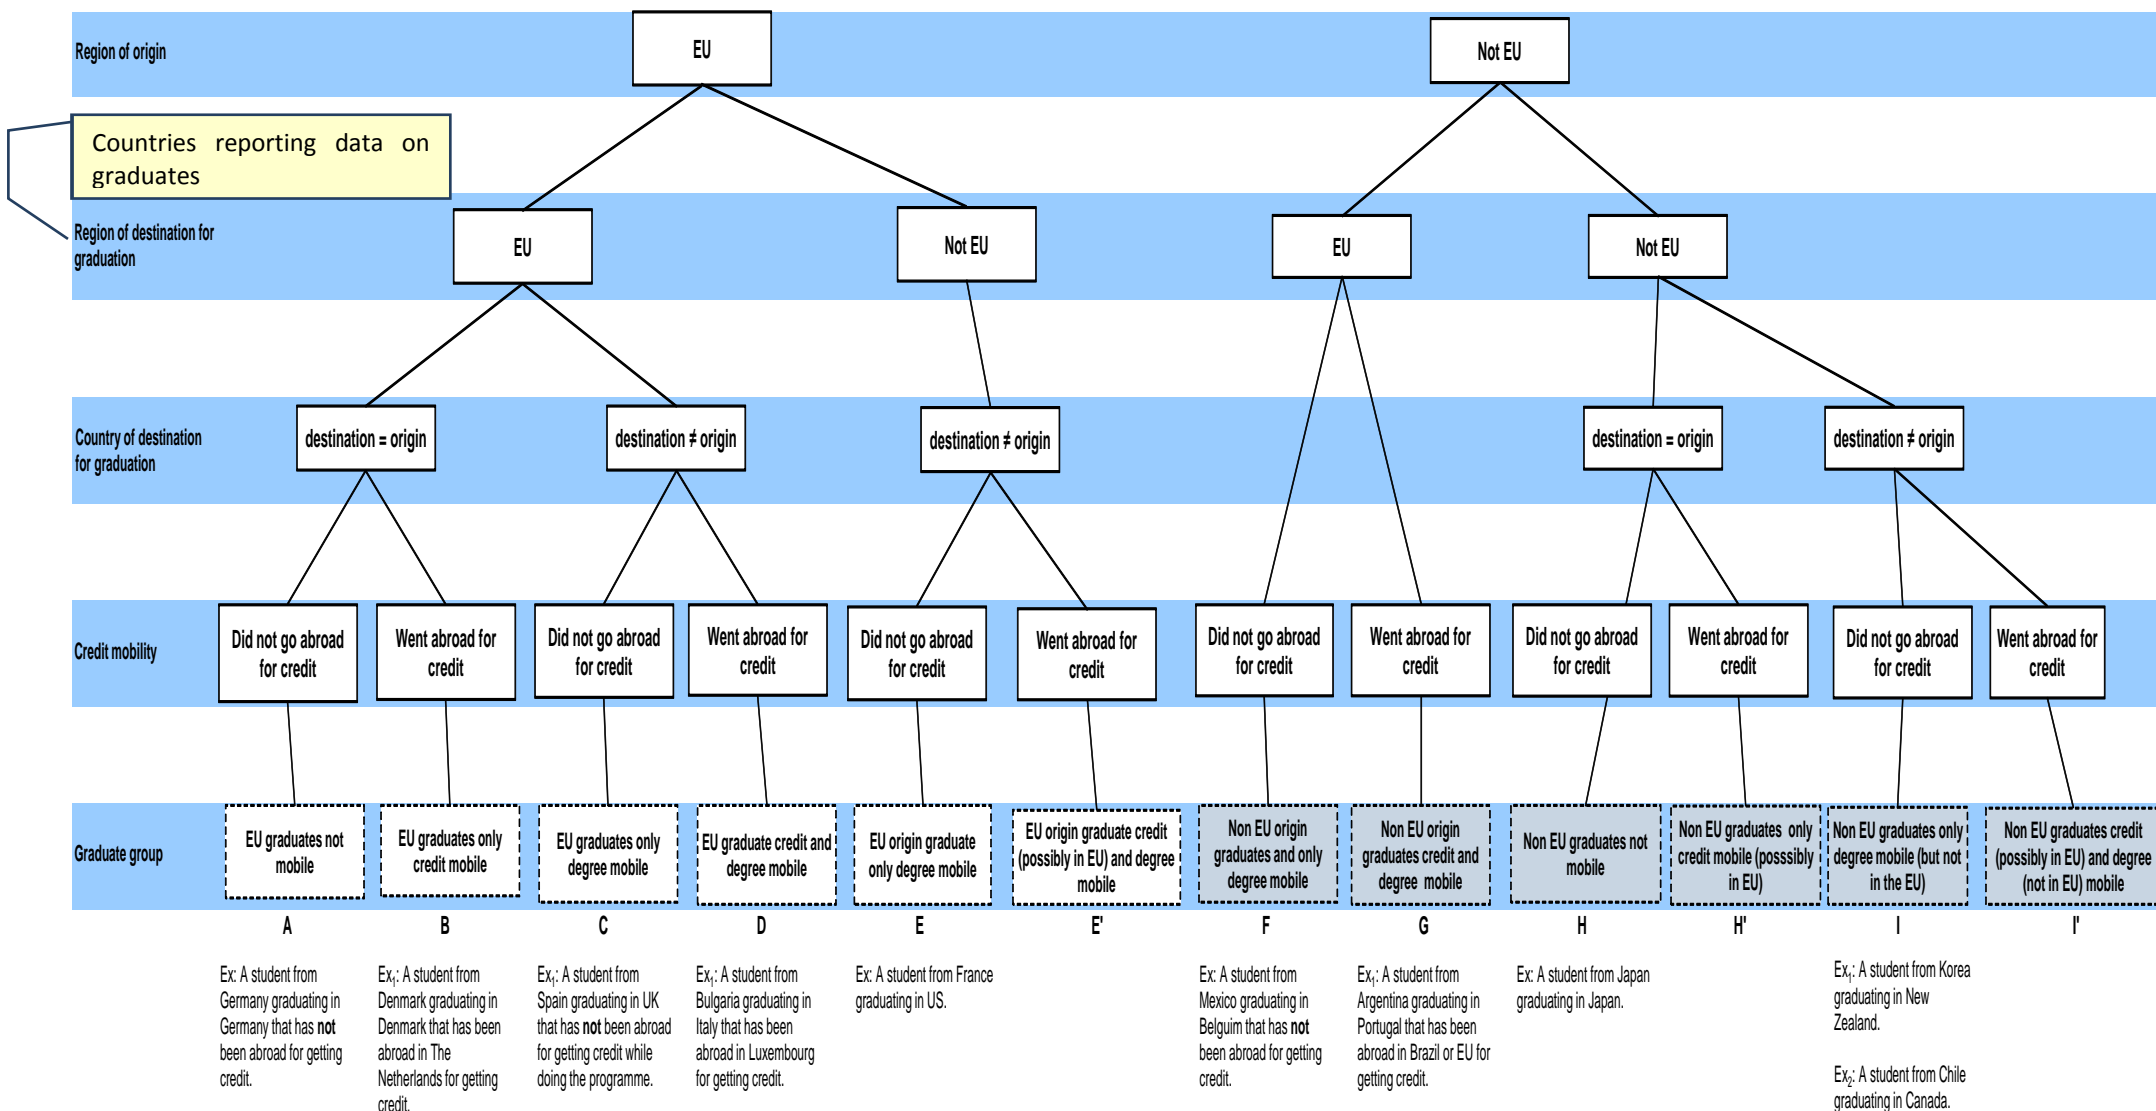 Region of origin
EU
Not EU
Countries reporting data on
graduates
Region of destination for
graduation
EU
Not EU
EU
Not EU
Country of destination
for graduation
destination = origin
destination ≠ origin
destination ≠ origin
destination = origin
destination ≠ origin
Credit mobility
Did not go abroad
for credit
Went abroad for
credit
Did not go abroad
for credit
Went abroad for
credit
Did not go abroad
for credit
Went abroad for
credit
Did not go abroad
for credit
Went abroad for
credit
Did not go abroad
for credit
Went abroad for
credit
Did not go abroad
for credit
Went abroad for
credit
Graduate group
EU graduates not
mobile
EU graduates only
credit mobile
EU graduates only
degree mobile
EU graduate credit and
degree mobile
EU origin graduate
only degree mobile
EU origin graduate credit
(possibly in EU) and degree
mobile
Non EU origin
graduates and only
degree mobile
Non EU origin
graduates credit and
degree mobile
Non EU graduates not
mobile
Non EU graduates only
credit mobile (posssibly
in EU)
Non EU graduates only
degree mobile (but not
in the EU)
Non EU graduates credit
(possibly in EU) and degree
(not in EU) mobile
A
B
C
D
E
E'
F
G
H
H'
I
I'
Ex: A student from
Germany graduating in
Germany that has not
been abroad for getting
credit.
Ex₁: A student from
Denmark graduating in
Denmark that has been
abroad in The
Netherlands for getting
credit.
Ex₁: A student from
Spain graduating in UK
that has not been abroad
for getting credit while
doing the programme.
Ex₁: A student from
Bulgaria graduating in
Italy that has been
abroad in Luxembourg
for getting credit.
Ex: A student from France
graduating in US.
Ex: A student from
Mexico graduating in
Belguim that has not
been abroad for getting
credit.
Ex₁: A student from
Argentina graduating in
Portugal that has been
abroad in Brazil or EU for
getting credit.
Ex: A student from Japan
graduating in Japan.
Ex₁: A student from Korea
graduating in New
Zealand.
Ex₂: A student from Chile
graduating in Canada.